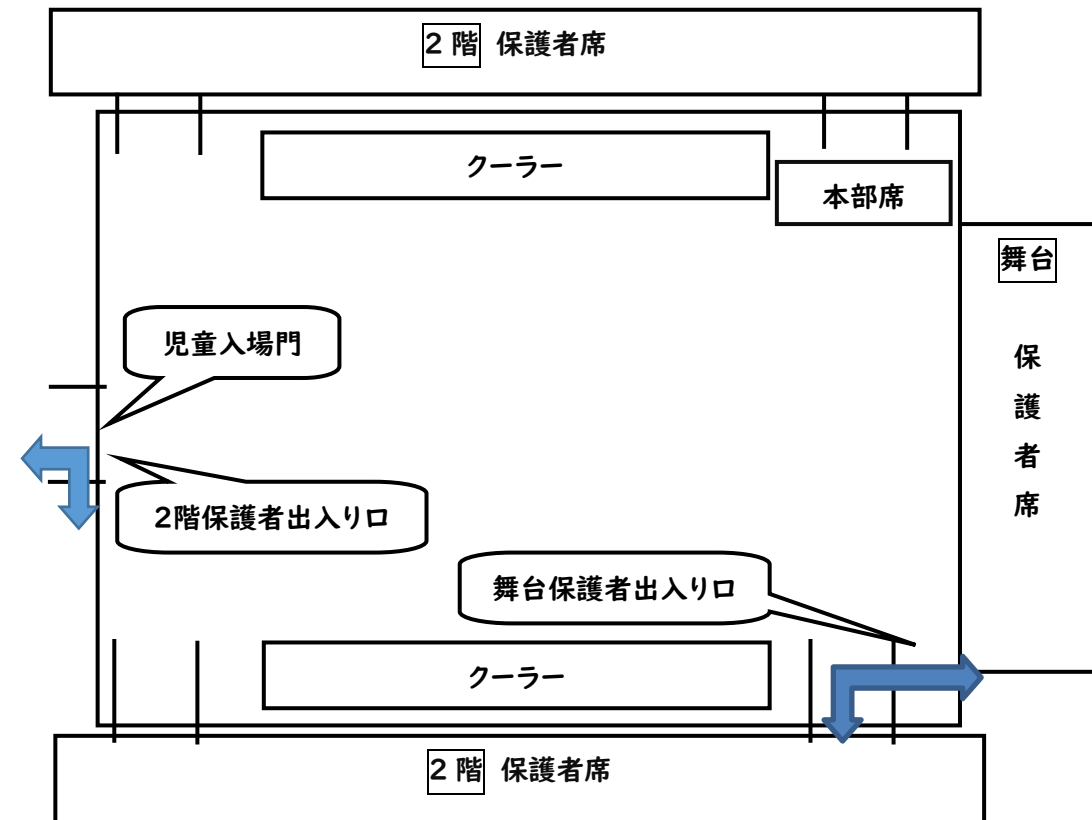 2階 保護者席
クーラー
本部席
舞台
保護者席
児童入場門
2階保護者出入り口
舞台保護者出入り口
クーラー
2階 保護者席